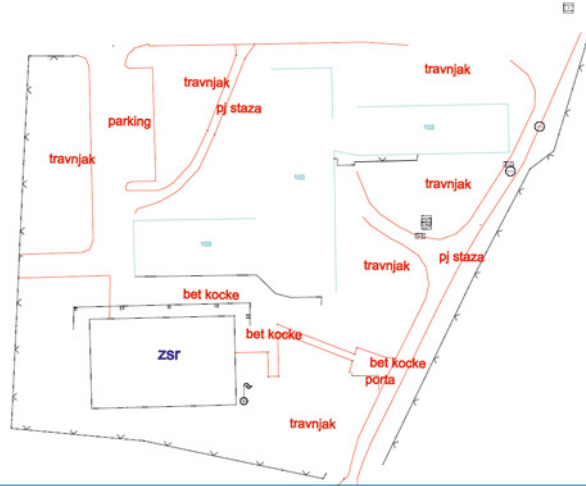 travnjak
travnjak
pj staza
parking
103
travnjak
103
travnjak
103
pj staza
travnjak
bet kocke
bet kocke
zsr
bet kocke
porta
travnjak